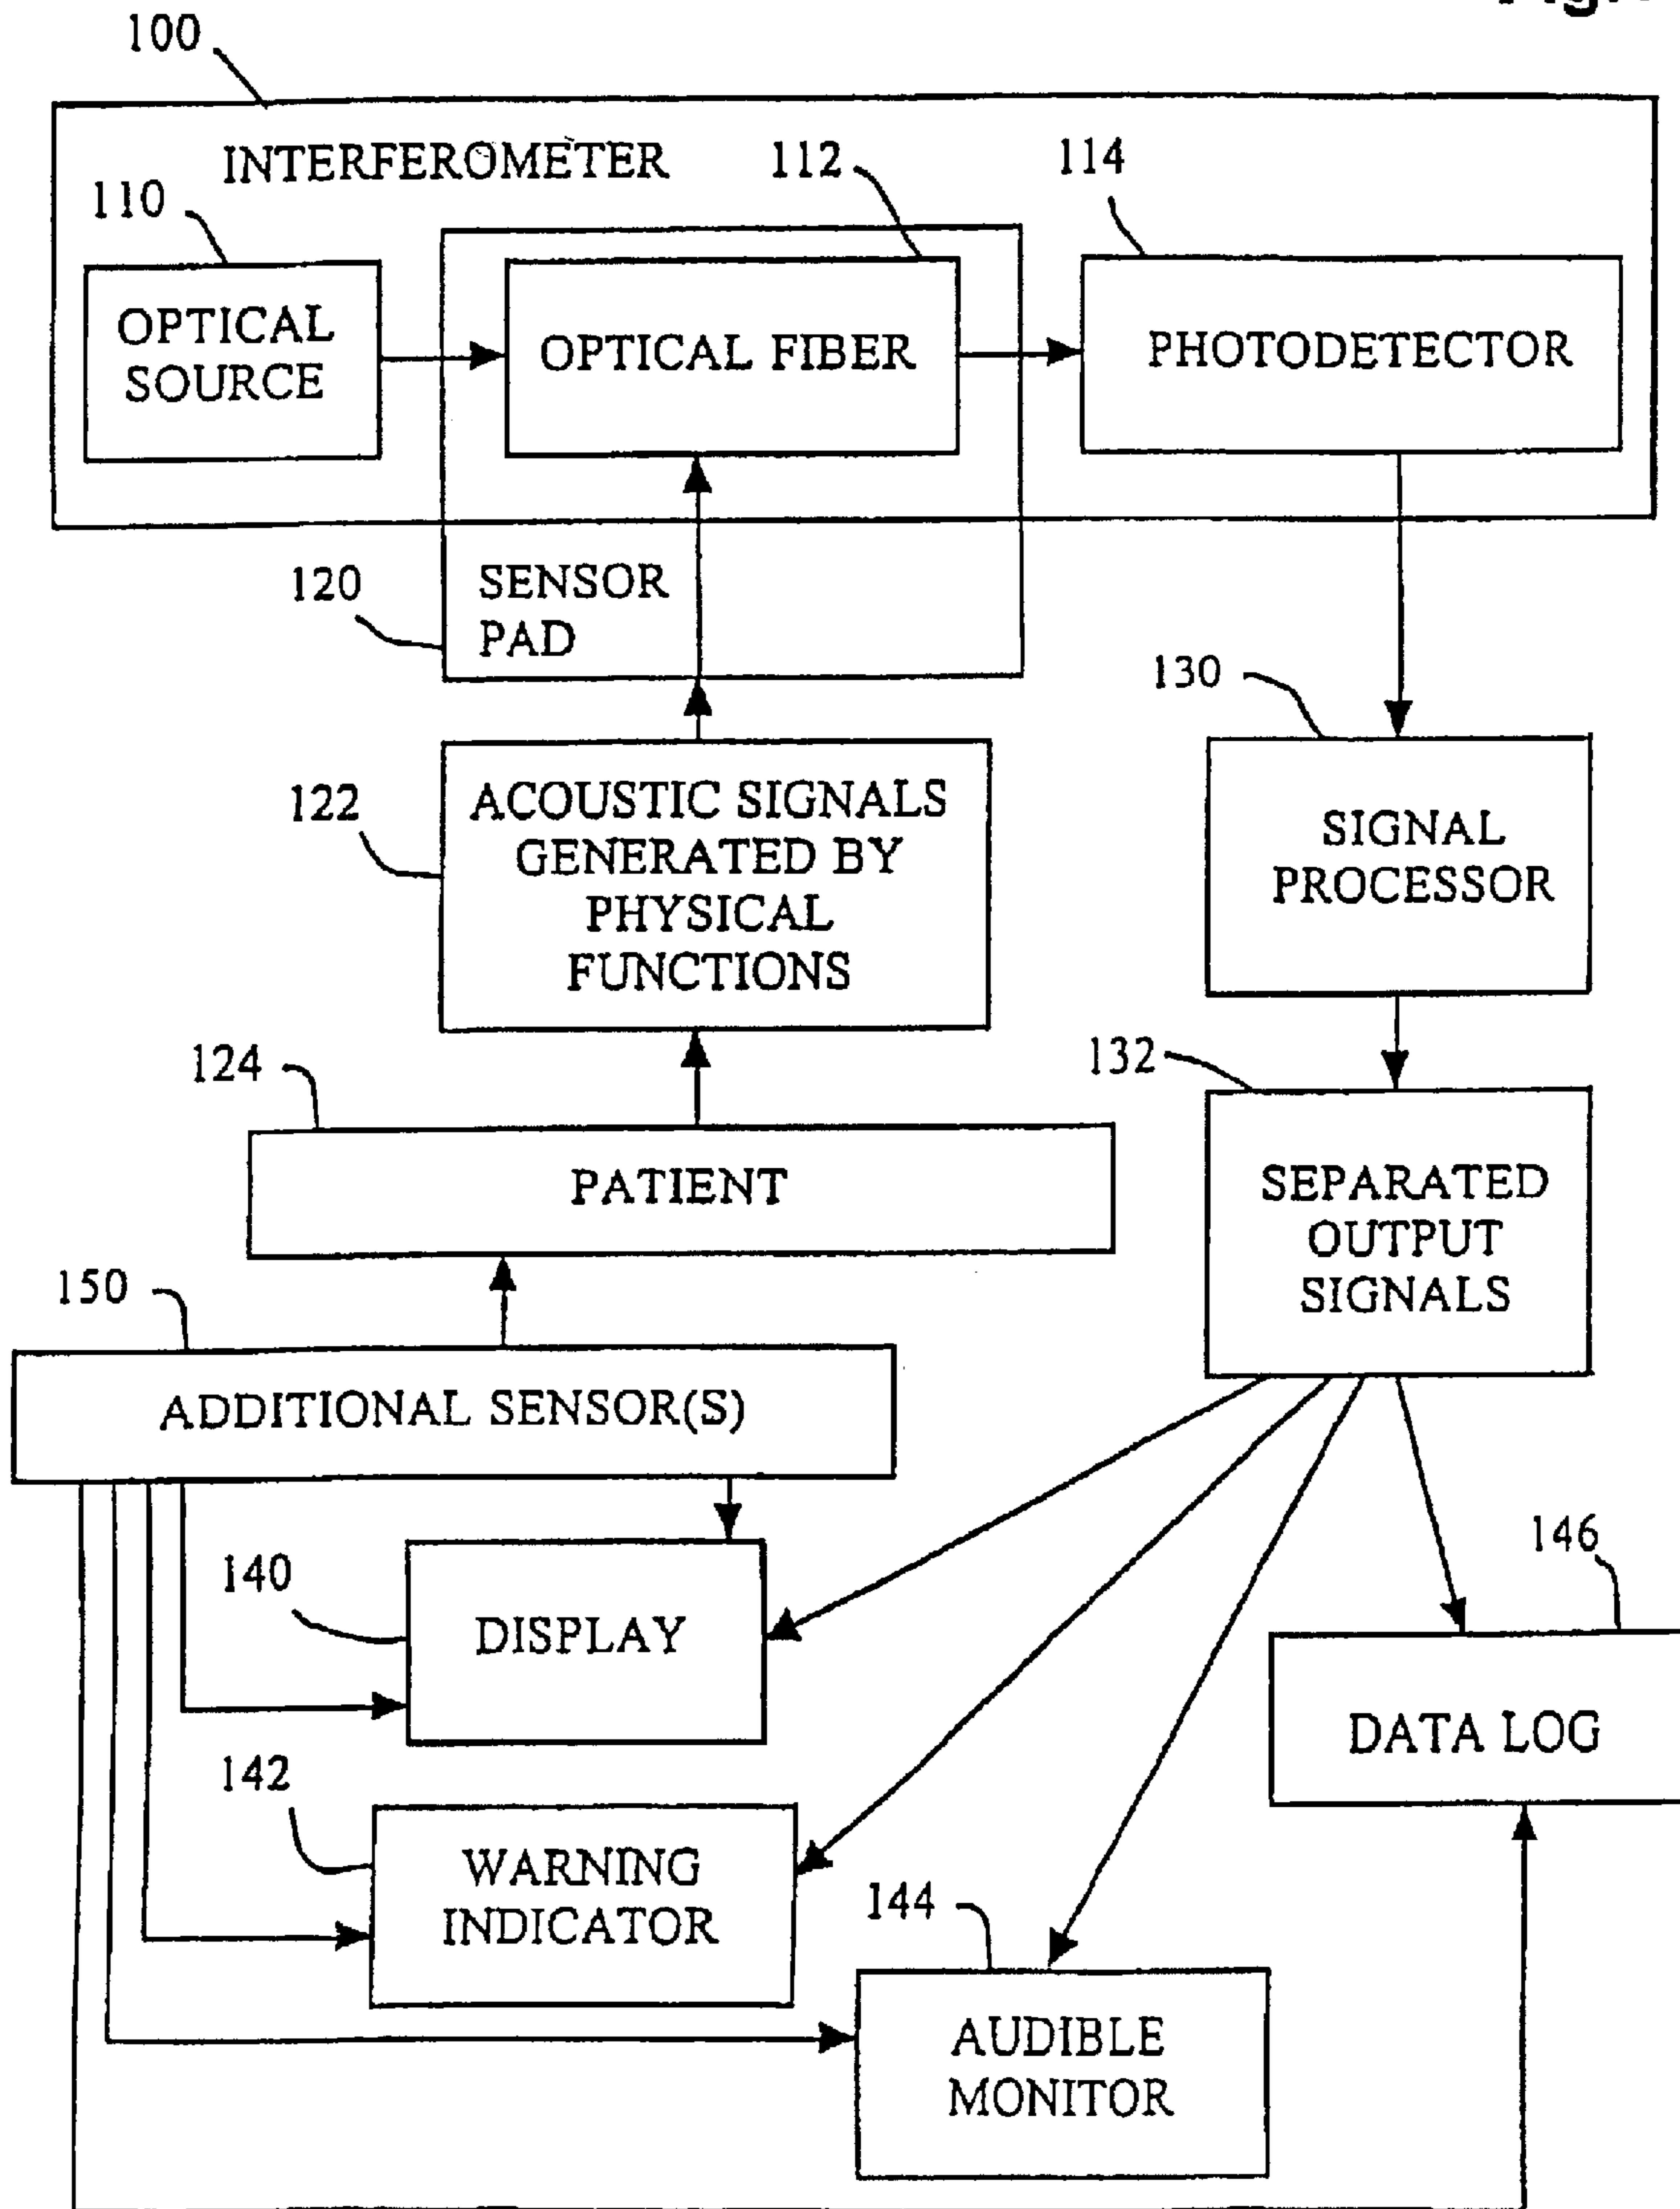 Fig.
100
INTERFEROMETER
112
114
110
OPTICAL
SOURCE
OPTICAL FIBER
PHOTODETECTOR
120
SENSOR
PAD
130
122
ACOUSTIC SIGNALS
GENERATED BY
PHYSICAL
FUNCTIONS
SIGNAL
PROCESSOR
124
132
PATIENT
SEPARATED
OUTPUT
SIGNALS
150
ADDITIONAL SENSOR(S)
140
DISPLAY
146
DATA LOG
142
WARNING
INDICATOR
144
AUDIBLE
MONITOR